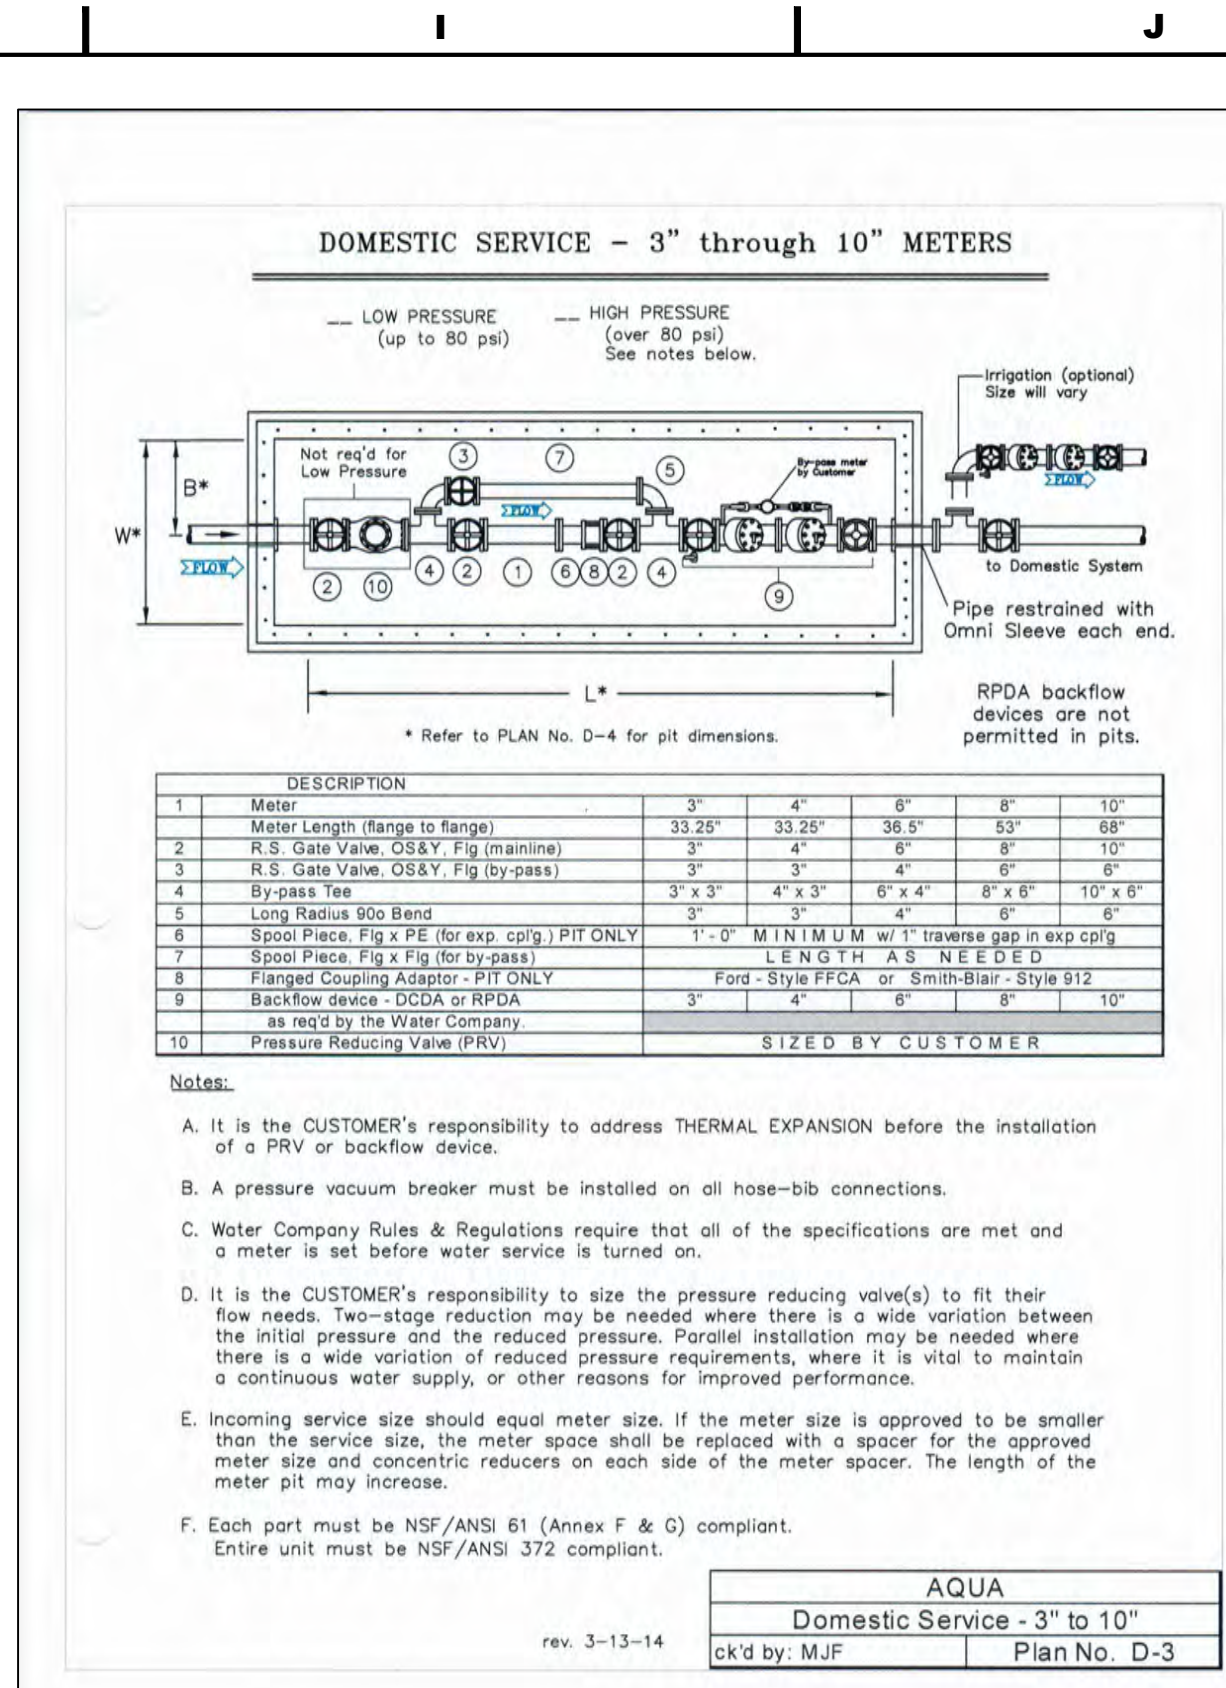 I J
DOMESTIC SERVICE - 3" through 10" METERS
__ LOW PRESSURE
(up to 80 psi)
__ HIGH PRESSURE
(over 80 psi)
See notes below.
Irrigation (optional)
Size will vary
Not req'd for
Low Pressure
3
7
5
By-pass meter
by Customer
B*
W*
FLOW
FLOW
FLOW
2
10
4
2
1
6
8
2
4
9
to Domestic System
Pipe restrained with
Omni Sleeve each end.
L*
RPDA backflow
devices are not
permitted in pits.
* Refer to PLAN No. D-4 for pit dimensions.
DESCRIPTION
1 Meter 3" 4" 6" 8" 10"
Meter Length (flange to flange) 33.25" 33.25" 36.5" 53" 68"
2 R.S. Gate Valve, OS&Y, Flg (mainline) 3" 4" 6" 8" 10"
3 R.S. Gate Valve, OS&Y, Flg (by-pass) 3" 3" 4" 6" 6"
4 By-pass Tee 3" x 3" 4" x 3" 6" x 4" 8" x 6" 10" x 6"
5 Long Radius 90o Bend 3" 3" 4" 6" 6"
6 Spool Piece, Flg x PE (for exp. cpl'g.) PIT ONLY 1' - 0" MINIMUM w/ 1" traverse gap in exp cpl'g
7 Spool Piece, Flg x Flg (for by-pass) LENGTH AS NEEDED
8 Flanged Coupling Adaptor - PIT ONLY Ford - Style FFCA or Smith-Blair - Style 912
9 Backflow device - DCDA or RPDA 3" 4" 6" 8" 10"
as req'd by the Water Company.
10 Pressure Reducing Valve (PRV) SIZED BY CUSTOMER
Notes:
A. It is the CUSTOMER's responsibility to address THERMAL EXPANSION before the installation
of a PRV or backflow device.
B. A pressure vacuum breaker must be installed on all hose-bib connections.
C. Water Company Rules & Regulations require that all of the specifications are met and
a meter is set before water service is turned on.
D. It is the CUSTOMER's responsibility to size the pressure reducing valve(s) to fit their
flow needs. Two-stage reduction may be needed where there is a wide variation between
the initial pressure and the reduced pressure. Parallel installation may be needed where
there is a wide variation of reduced pressure requirements, where it is vital to maintain
a continuous water supply, or other reasons for improved performance.
E. Incoming service size should equal meter size. If the meter size is approved to be smaller
than the service size, the meter space shall be replaced with a spacer for the approved
meter size and concentric reducers on each side of the meter spacer. The length of the
meter pit may increase.
F. Each part must be NSF/ANSI 61 (Annex F & G) compliant.
Entire unit must be NSF/ANSI 372 compliant.
rev. 3-13-14
AQUA
Domestic Service - 3" to 10"
ck'd by: MJF Plan No. D-3